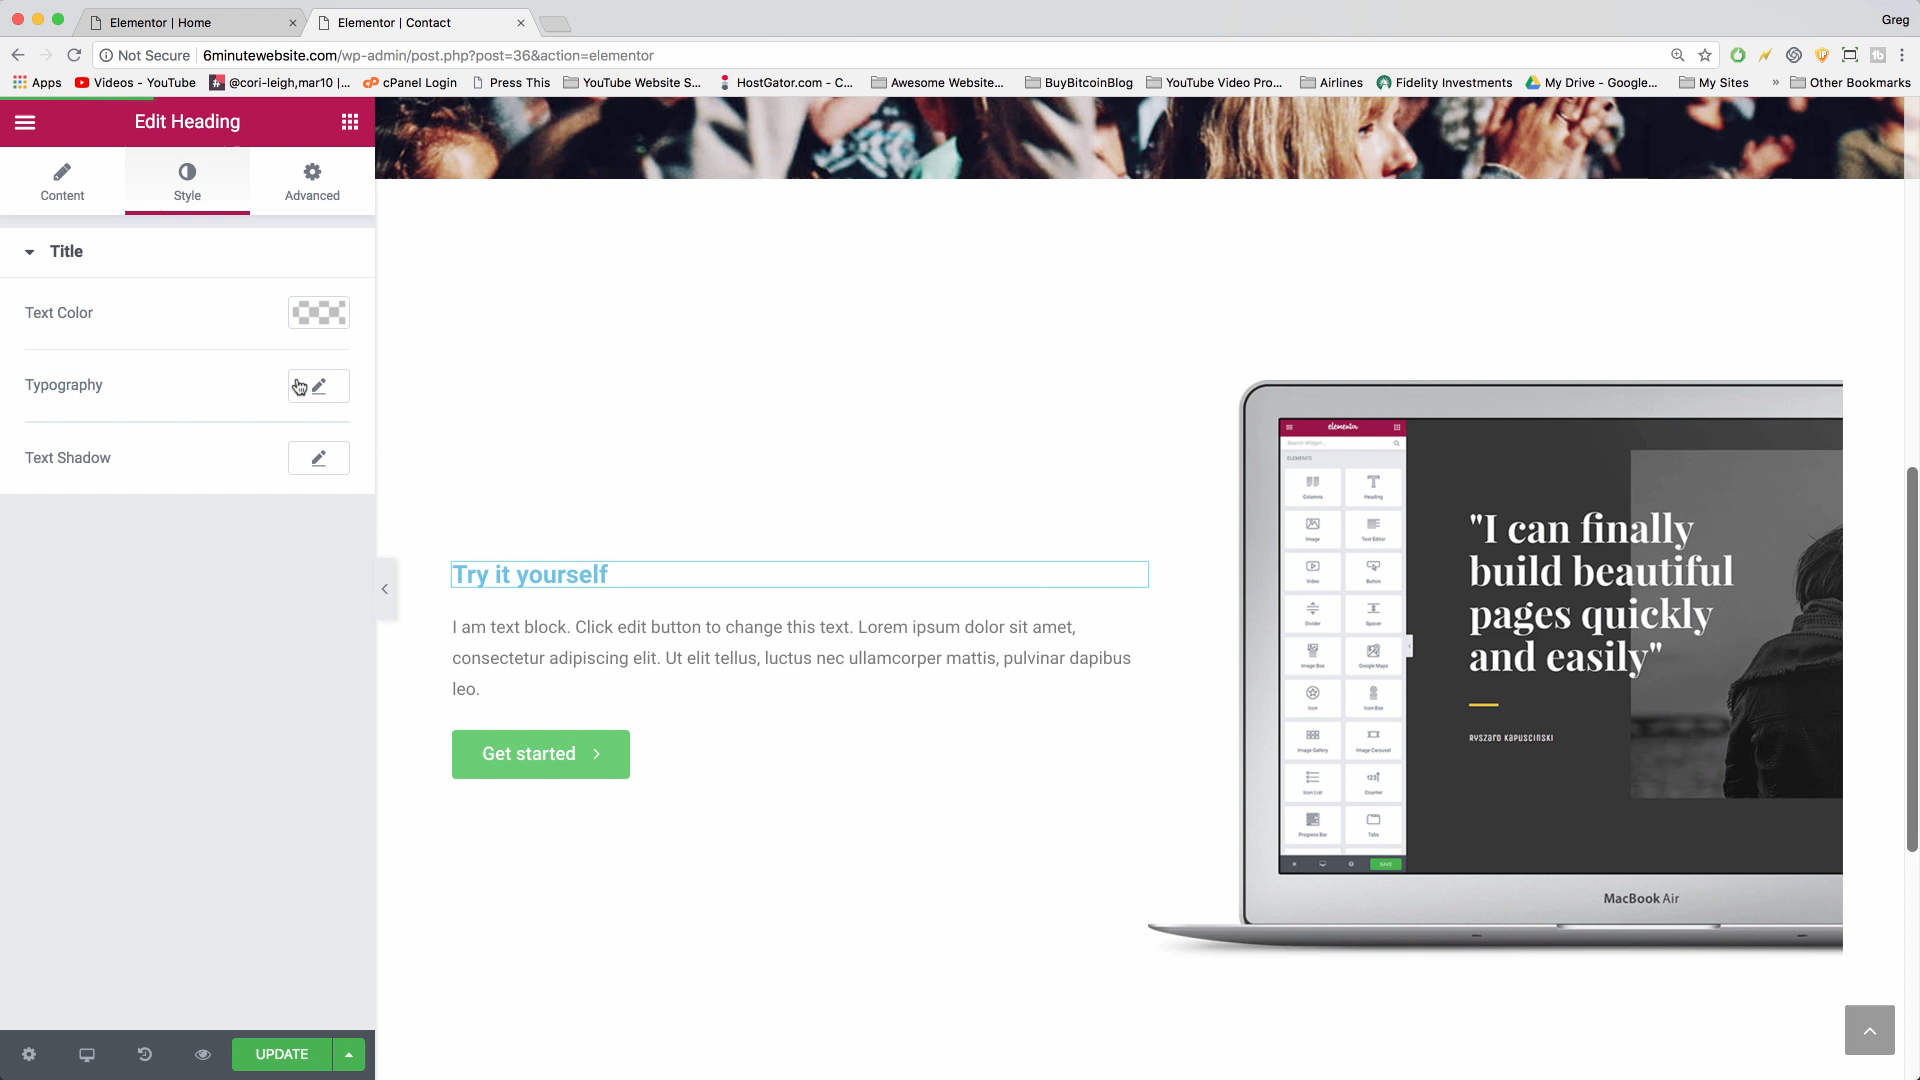 Elementor | Home
Elementor | Contact
Greg
Not Secure
6minutewebsite.com/wp-admin/post.php?post=36&action=elementor
Apps
Videos - YouTube
@cori-leigh,mar10 |...
cPanel Login
Press This
YouTube Website S...
HostGator.com - C...
Awesome Website...
BuyBitcoinBlog
YouTube Video Pro...
Airlines
Fidelity Investments
My Drive - Google...
My Sites
»
Other Bookmarks
Edit Heading
Content
Style
Advanced
Title
Text Color
Typography
Text Shadow
UPDATE
Try it yourself
I am text block. Click edit button to change this text. Lorem ipsum dolor sit amet,
consectetur adipiscing elit. Ut elit tellus, luctus nec ullamcorper mattis, pulvinar dapibus
leo.
Get started
elementor
Search Widget...
ELEMENTS
Columns
Heading
Image
Text Editor
Video
Button
Divider
Spacer
Image Box
Google Maps
Icon
Icon Box
Image Gallery
Image Carousel
Icon List
Counter
Progress Bar
Tabs
SAVE
"I can finally
build beautiful
pages quickly
and easily"
Ryszard Kapuscinski
MacBook Air